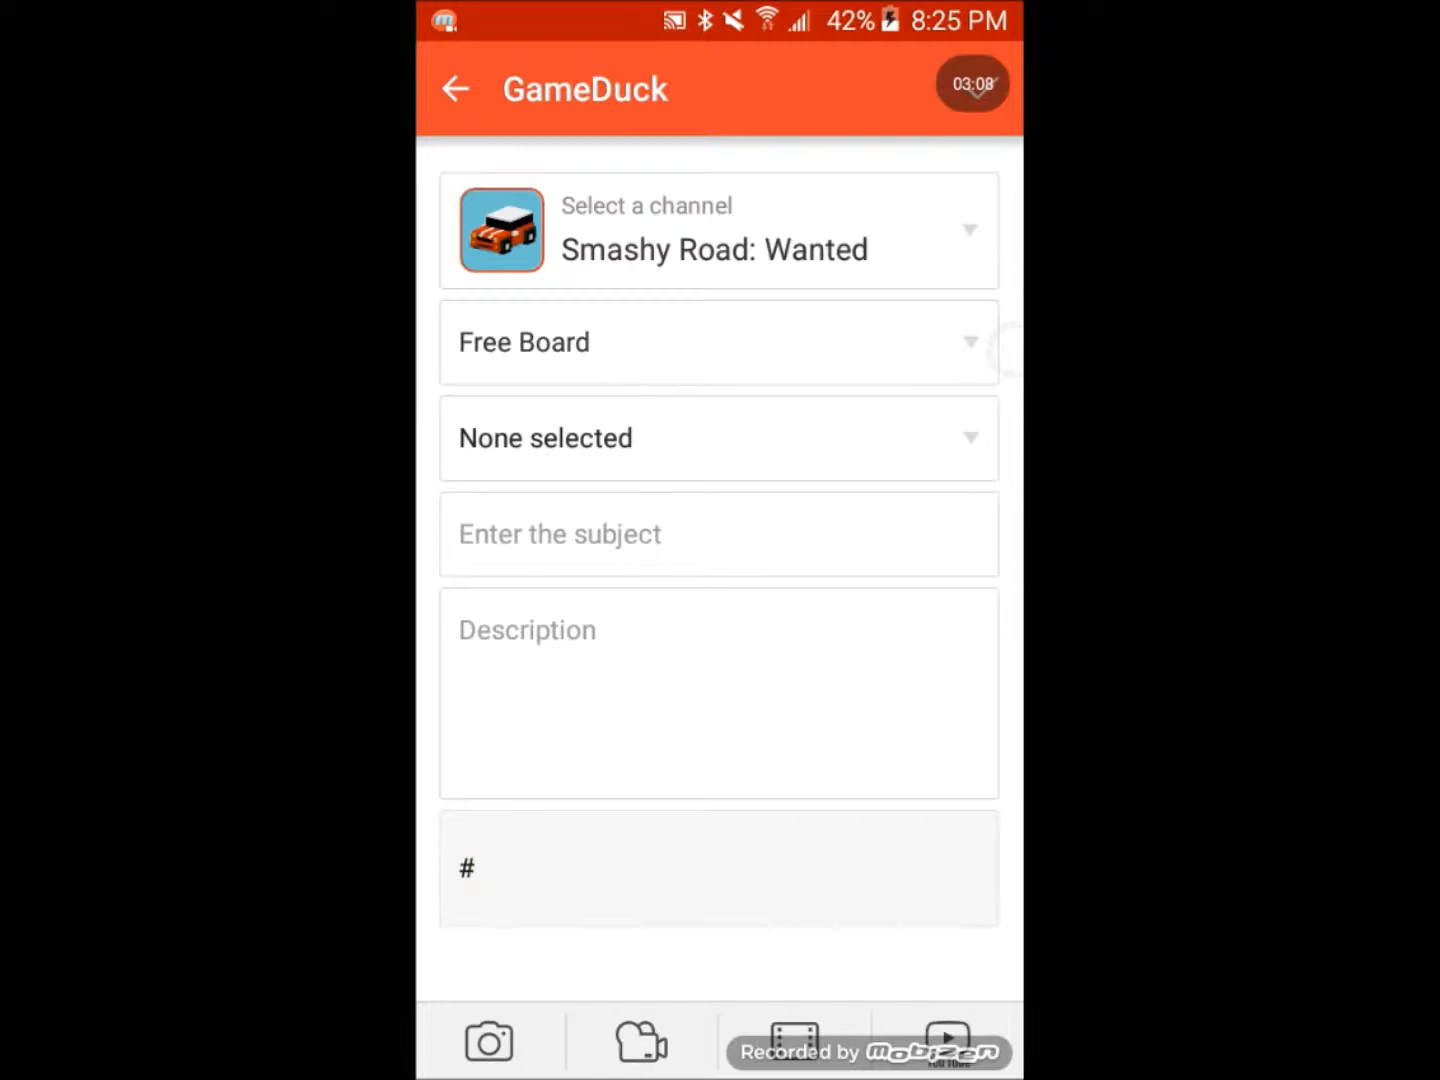 42% 8:25 PM
GameDuck
03:08
Select a channel
Smashy Road: Wanted
Free Board
None selected
Enter the subject
Description
#
Recorded by mobizen